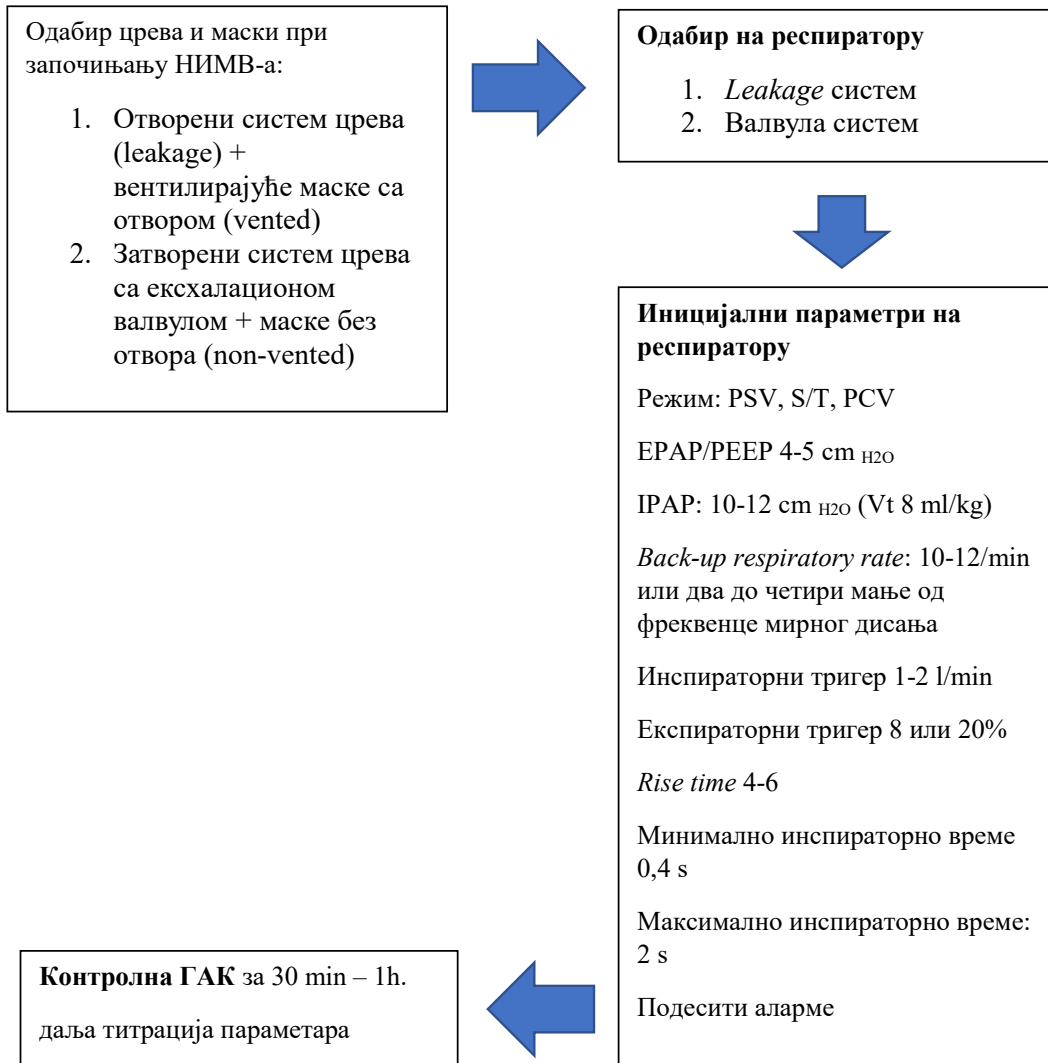 Одабир црева и маски при
започињању НИМВ-а:
1. Отворени систем црева
(leakage) +
вентилирајуће маске са
отвором (vented)
2. Затворени систем црева
са ексхалационом
валвулом + маске без
отвора (non-vented)
Одабир на респиратору
1. Leakage систем
2. Валвула систем
Иницијални параметри на
респиратору
Режим: PSV, S/T, PCV
EPAP/PEEP 4-5 cm H2O
IPAP: 10-12 cm H2O (Vt 8 ml/kg)
Back-up respiratory rate: 10-12/min
или два до четири мање од
фреквенце мирног дисања
Инспираторни тригер 1-2 l/min
Експираторни тригер 8 или 20%
Rise time 4-6
Минимално инспираторно време
0,4 s
Максимално инспираторно време:
2 s
Подесити аларме
Контролна ГАК за 30 min – 1h.
даља титрација параметара